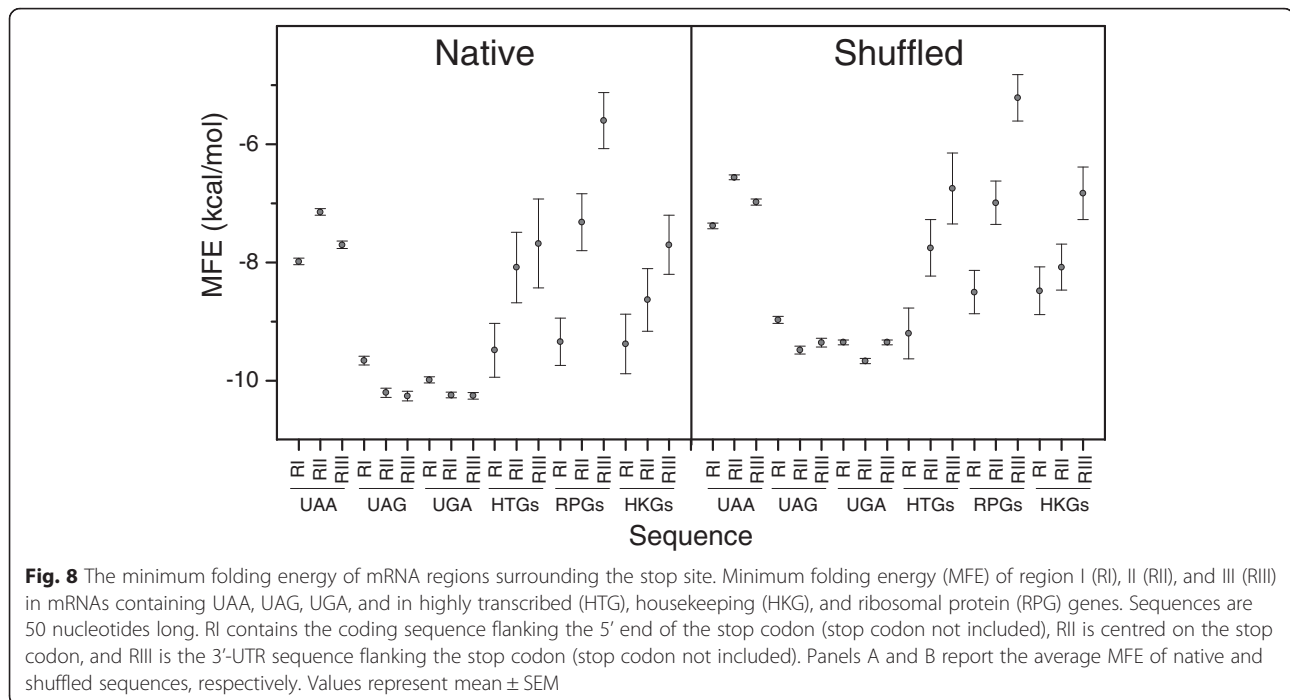 Native Shuffled
MFE (kcal/mol)
-6
-8
-10
RI RII RIII RI RII RIII RI RII RIII RI RII RIII RI RII RIII RI RII RIII RI RII RIII RI RII RIII RI RII RIII RI RII RIII RI RII RIII RI RII RIII
UAA UAG UGA HTGs RPGs HKGs UAA UAG UGA HTGs RPGs HKGs
Sequence
Fig. 8 The minimum folding energy of mRNA regions surrounding the stop site. Minimum folding energy (MFE) of region I (RI), II (RII), and III (RIII)
in mRNAs containing UAA, UAG, UGA, and in highly transcribed (HTG), housekeeping (HKG), and ribosomal protein (RPG) genes. Sequences are
50 nucleotides long. RI contains the coding sequence flanking the 5′ end of the stop codon (stop codon not included), RII is centred on the stop
codon, and RIII is the 3′-UTR sequence flanking the stop codon (stop codon not included). Panels A and B report the average MFE of native and
shuffled sequences, respectively. Values represent mean ± SEM